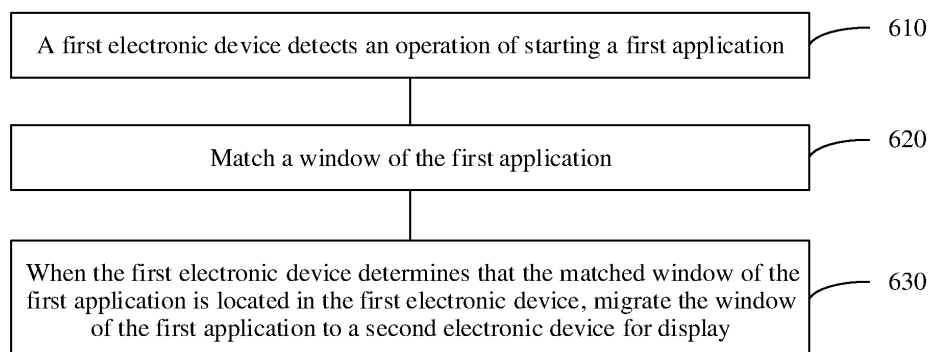 A first electronic device detects an operation of starting a first application
610
Match a window of the first application
620
When the first electronic device determines that the matched window of the
first application is located in the first electronic device, migrate the window
of the first application to a second electronic device for display
630